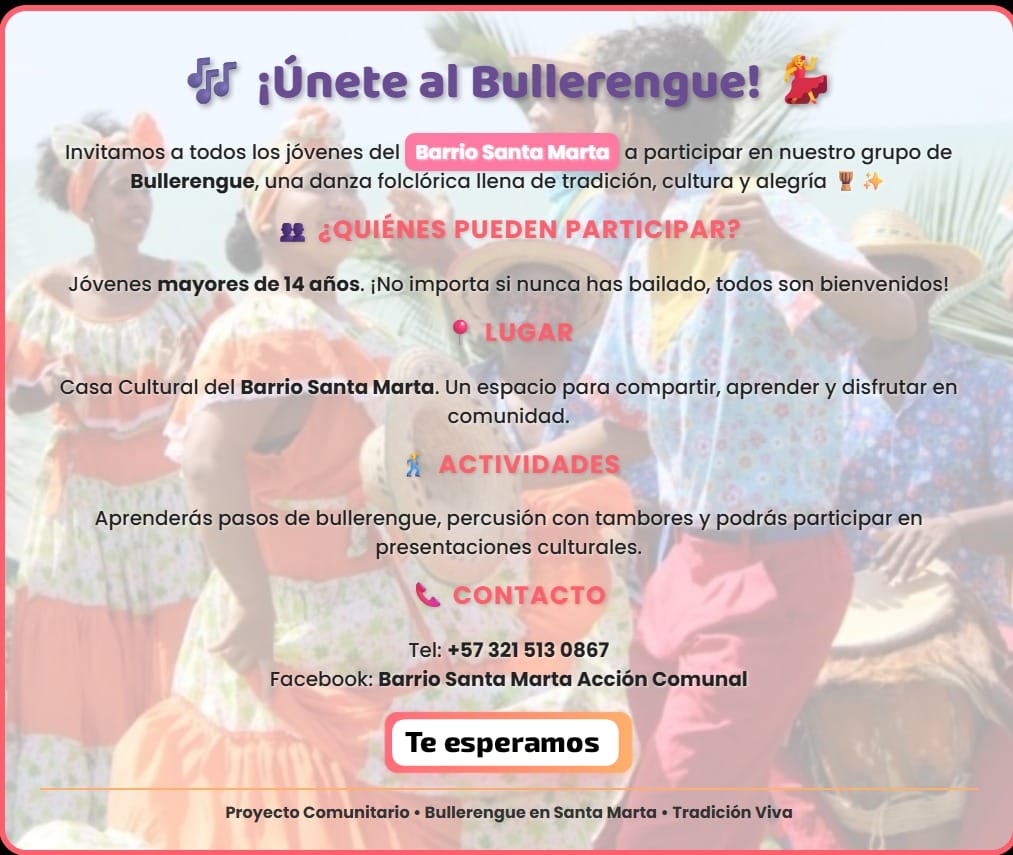 ¡Únete al Bullerengue!
Invitamos a todos los jóvenes del Barrio Santa Marta a participar en nuestro grupo de
Bullerengue, una danza folclórica llena de tradición, cultura y alegría
¿QUIÉNES PUEDEN PARTICIPAR?
Jóvenes mayores de 14 años. ¡No importa si nunca has bailado, todos son bienvenidos!
LUGAR
Casa Cultural del Barrio Santa Marta. Un espacio para compartir, aprender y disfrutar en
comunidad.
ACTIVIDADES
Aprenderás pasos de bullerengue, percusión con tambores y podrás participar en
presentaciones culturales.
CONTACTO
Tel: +57 321 513 0867
Facebook: Barrio Santa Marta Acción Comunal
Te esperamos
Proyecto Comunitario • Bullerengue en Santa Marta • Tradición Viva